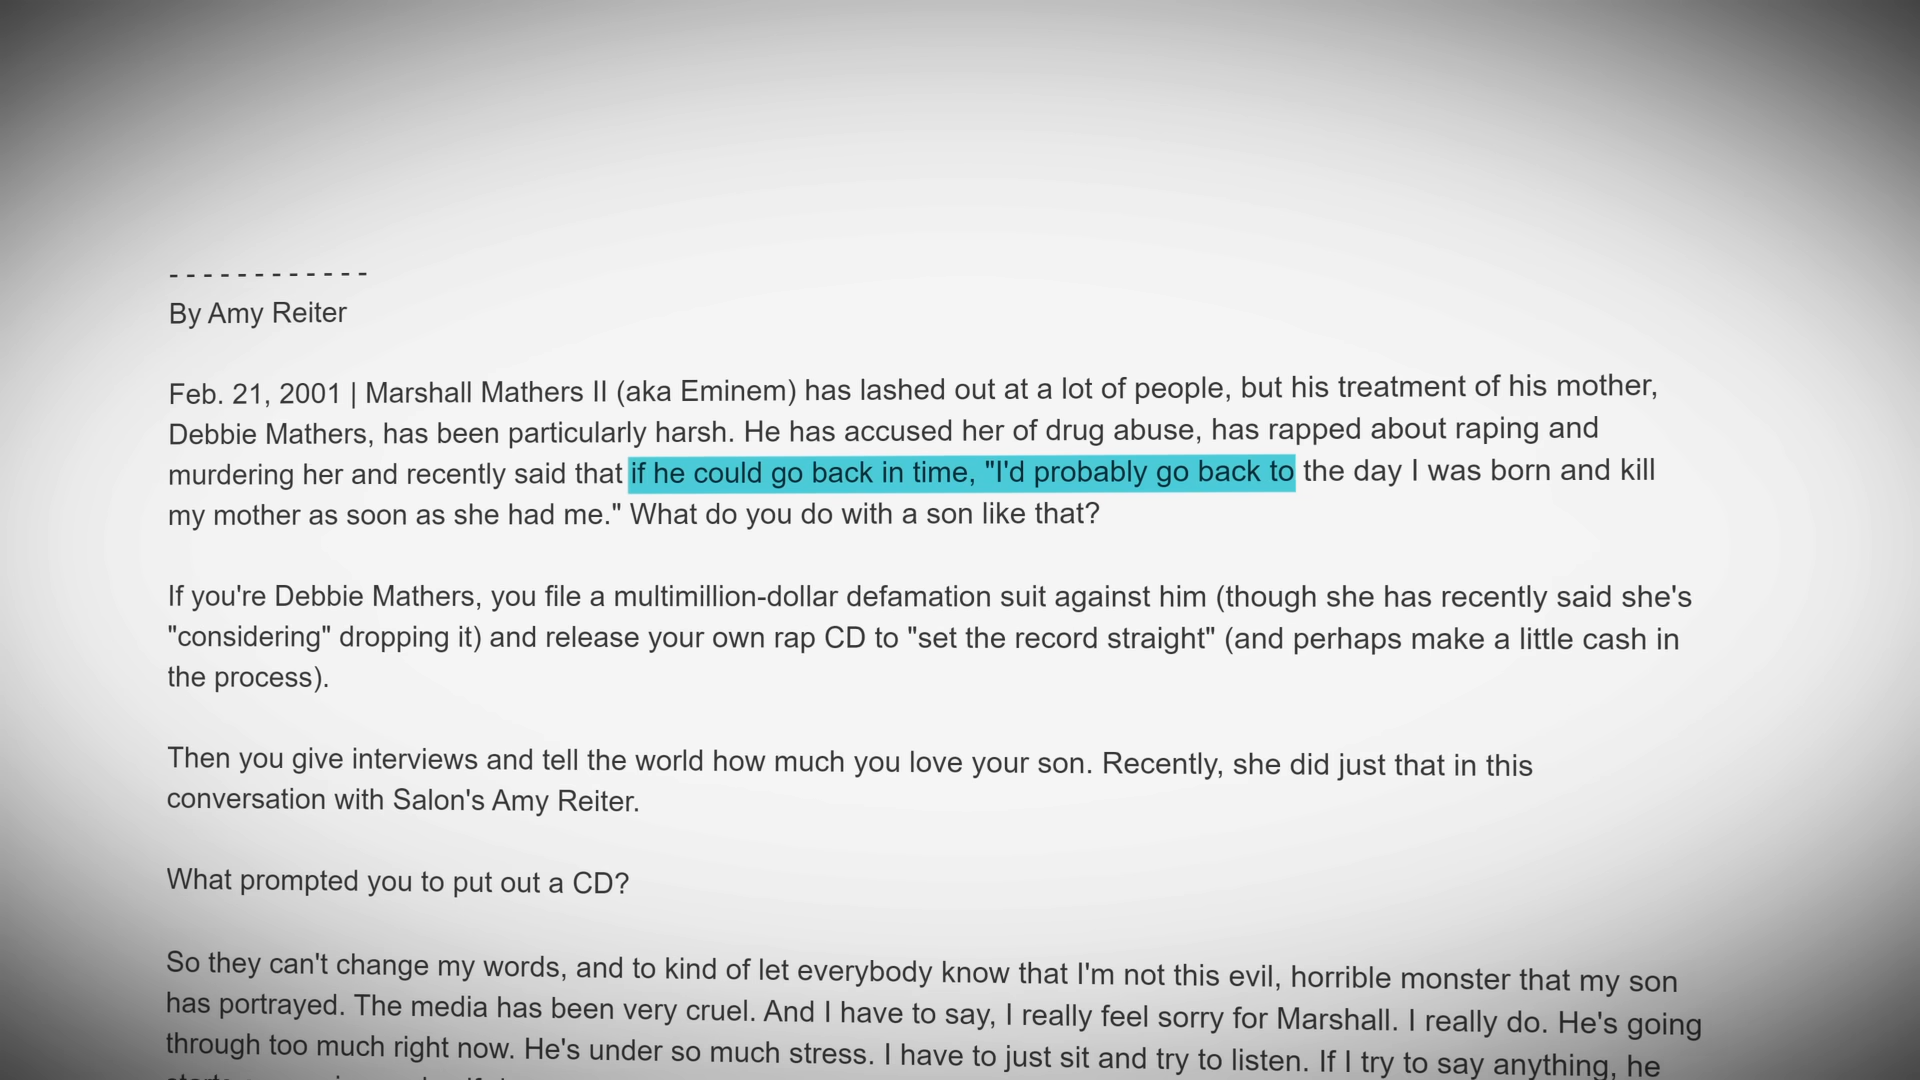 - - - - - - - - - - - -
By Amy Reiter
Feb. 21, 2001 | Marshall Mathers II (aka Eminem) has lashed out at a lot of people, but his treatment of his mother,
Debbie Mathers, has been particularly harsh. He has accused her of drug abuse, has rapped about raping and
murdering her and recently said that if he could go back in time, "I'd probably go back to the day I was born and kill
my mother as soon as she had me." What do you do with a son like that?
If you're Debbie Mathers, you file a multimillion-dollar defamation suit against him (though she has recently said she's
"considering" dropping it) and release your own rap CD to "set the record straight" (and perhaps make a little cash in
the process).
Then you give interviews and tell the world how much you love your son. Recently, she did just that in this
conversation with Salon's Amy Reiter.
What prompted you to put out a CD?
So they can't change my words, and to kind of let everybody know that I'm not this evil, horrible monster that my son
has portrayed. The media has been very cruel. And I have to say, I really feel sorry for Marshall. I really do. He's going
through too much right now. He's under so much stress. I have to just sit and try to listen. If I try to say anything, he